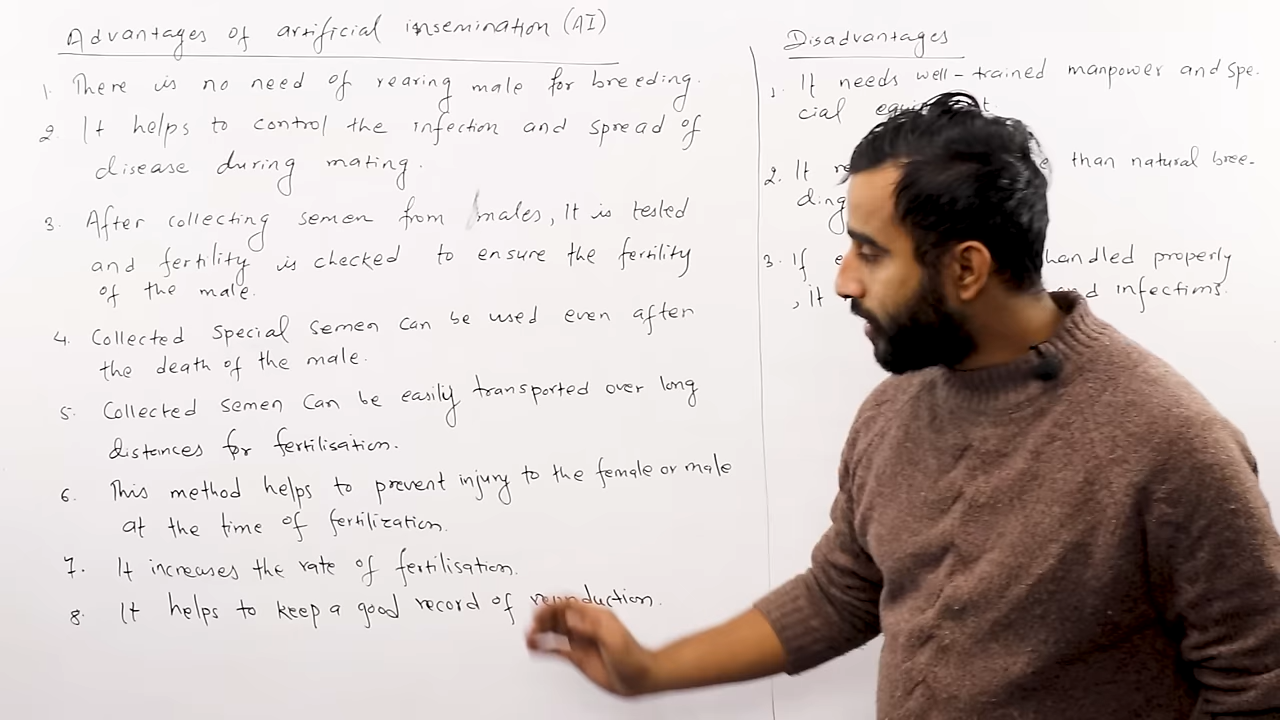 Advantages of artificial insemination (AI)
1. There is no need of rearing male for breeding.
2. It helps to control the infection and spread of
disease during mating.
3. After collecting semen from males, It is tested
and fertility is checked to ensure the fertility
of the male.
4. Collected special semen can be used even after
the death of the male.
5. Collected semen can be easily transported over long
distances for fertilisation.
6. This method helps to prevent injury to the female or male
at the time of fertilization.
7. It increases the rate of fertilisation.
8. It helps to keep a good record of reproduction.
Disadvantages
1. It needs well-trained manpower and spe-
cial
2. It than natural bree-
ding
3. If handled properly
, it infections.